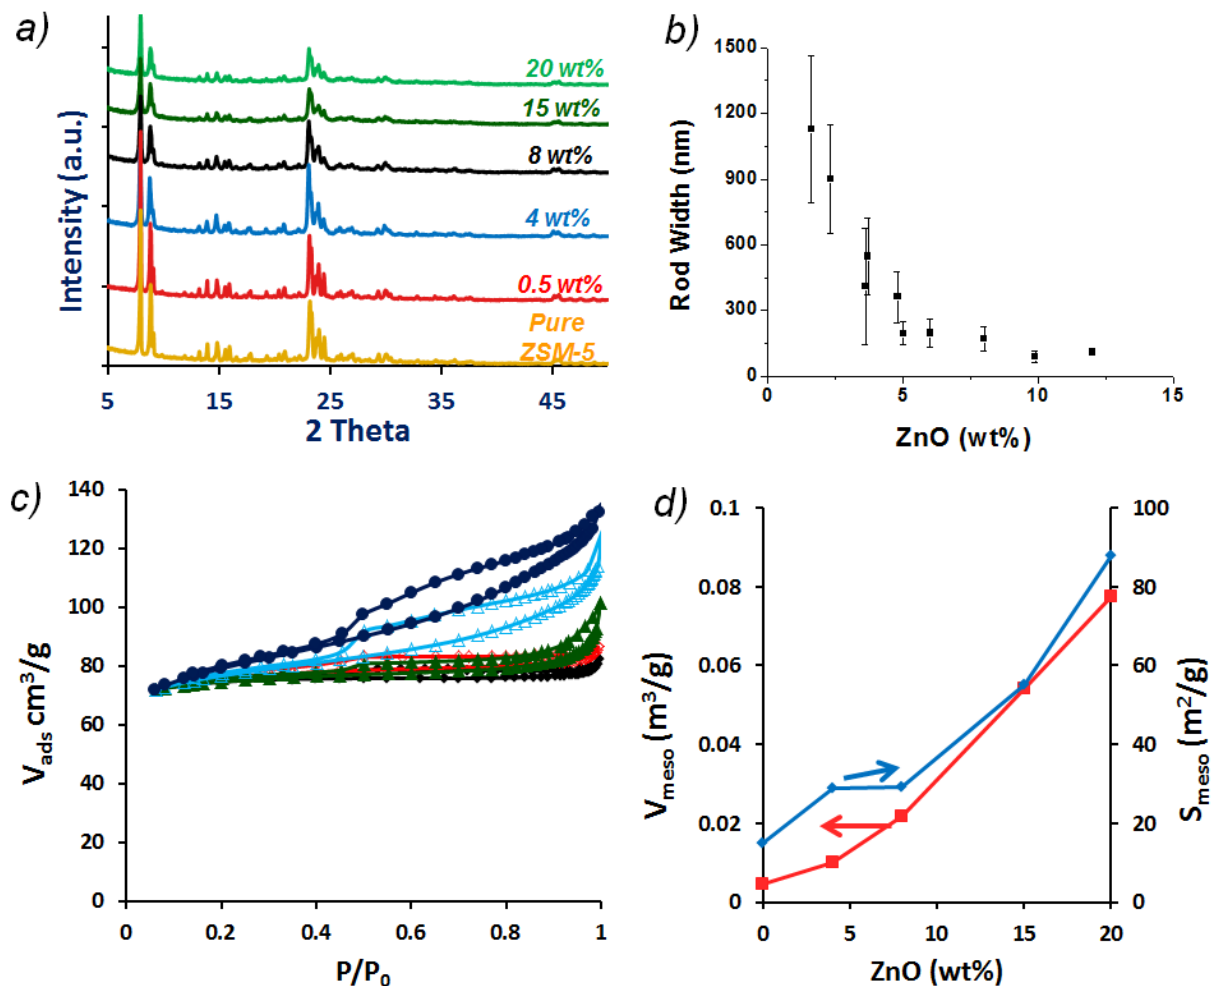 a)
20 wt%
15 wt%
8 wt%
4 wt%
0.5 wt%
Pure
ZSM-5
Intensity (a.u.)
5 15 25 35 45
2 Theta
b)
1500
1200
900
600
300
0
Rod Width (nm)
0 5 10 15
ZnO (wt%)
c)
140
120
100
80
60
40
20
0
V_ads cm³/g
0 0.2 0.4 0.6 0.8 1
P/P₀
d)
0.1
0.08
0.06
0.04
0.02
0
V_meso (m³/g)
100
80
60
40
20
0
S_meso (m²/g)
0 5 10 15 20
ZnO (wt%)